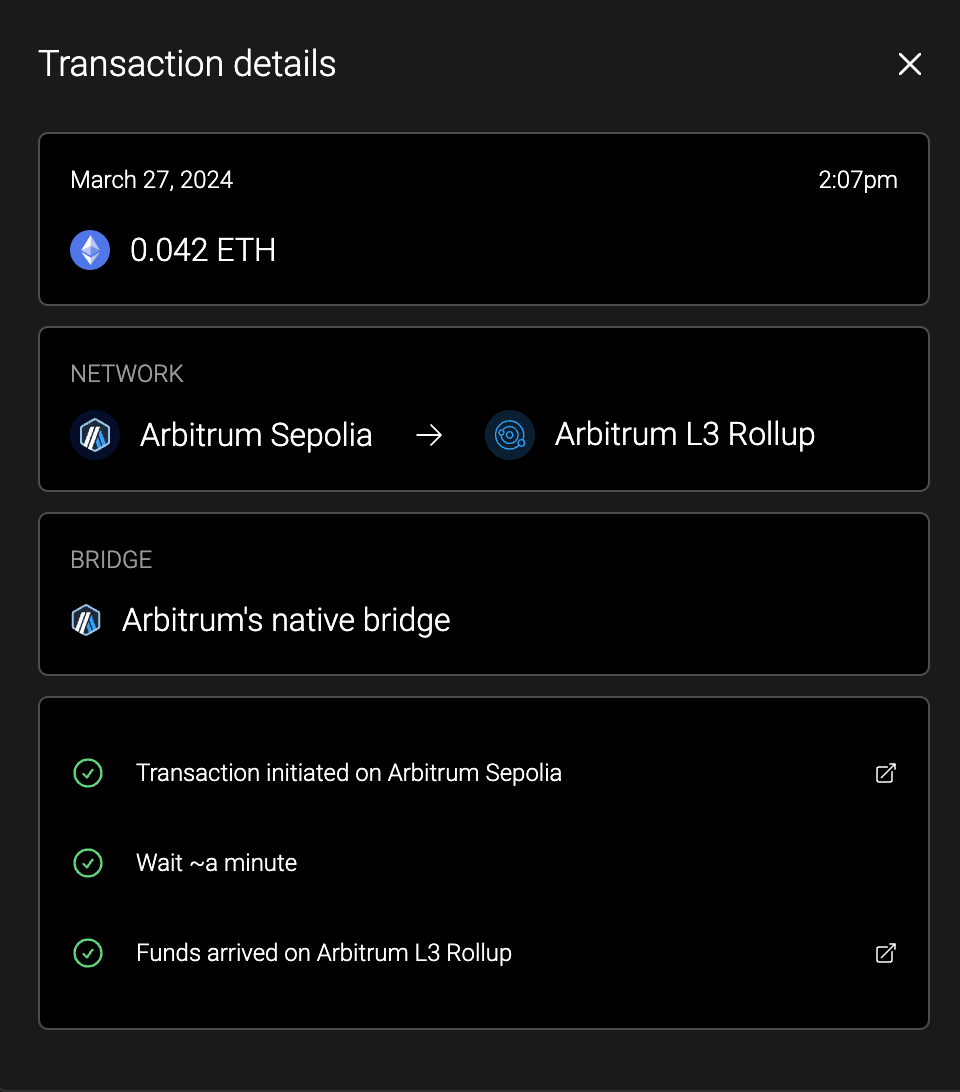 Transaction details
March 27, 2024 2:07pm
0.042 ETH
NETWORK
Arbitrum Sepolia → Arbitrum L3 Rollup
BRIDGE
Arbitrum's native bridge
Transaction initiated on Arbitrum Sepolia
Wait ~a minute
Funds arrived on Arbitrum L3 Rollup